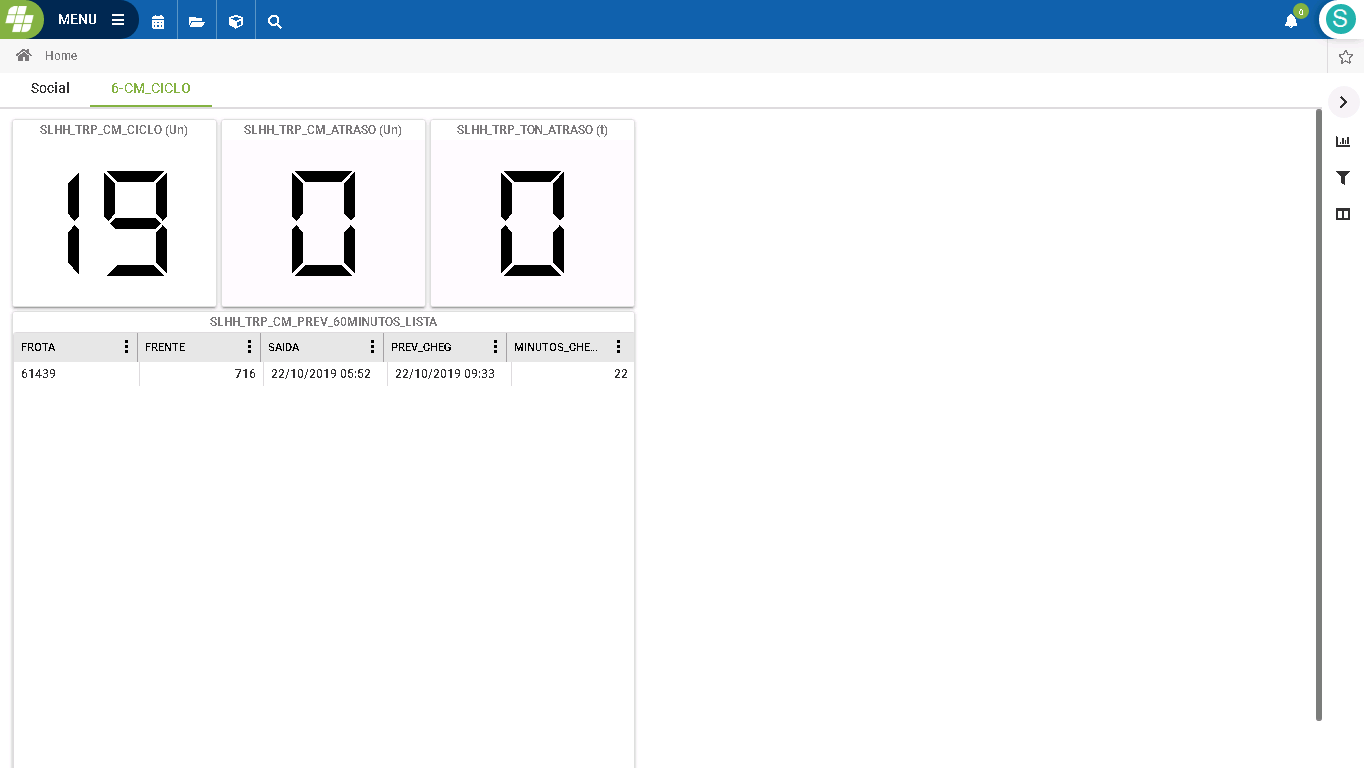 MENU
0
S
Home
Social
6-CM_CICLO
SLHH_TRP_CM_CICLO (Un)
SLHH_TRP_CM_ATRASO (Un)
SLHH_TRP_TON_ATRASO (t)
19
0
0
SLHH_TRP_CM_PREV_60MINUTOS_LISTA
FROTA FRENTE SAIDA PREV_CHEG MINUTOS_CHE...
61439 716 22/10/2019 05:52 22/10/2019 09:33 22